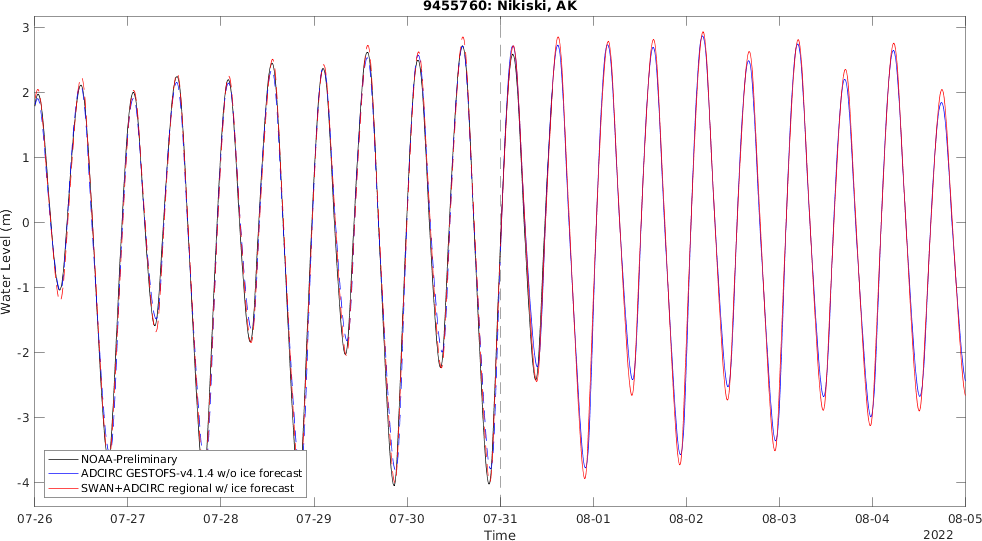 9455760: Nikiski, AK
3
2
1
0
-1
-2
-3
-4
Water Level (m)
NOAA-Preliminary
ADCIRC GESTOFS-v4.1.4 w/o ice forecast
SWAN+ADCIRC regional w/ ice forecast
07-26 07-27 07-28 07-29 07-30 07-31 08-01 08-02 08-03 08-04 08-05
Time
2022